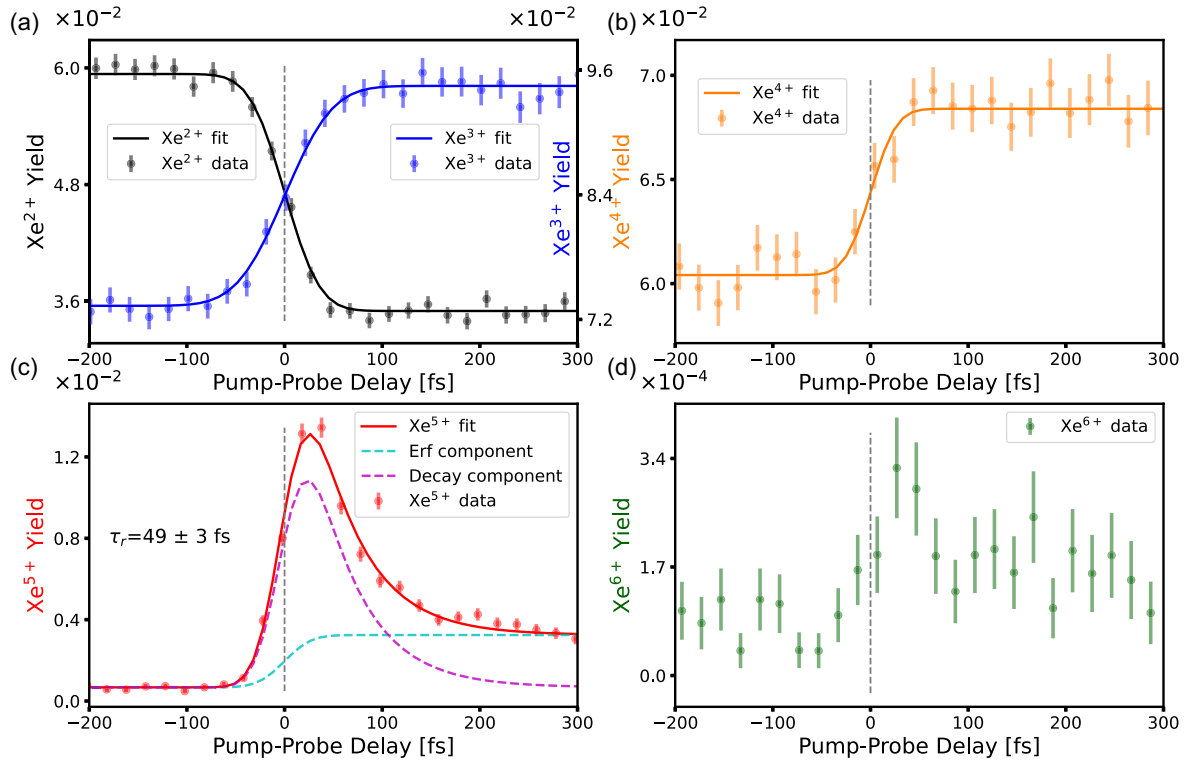 (a)
×10⁻²
×10⁻²
6.0
4.8
3.6
Xe²⁺ Yield
Xe²⁺ fit
Xe²⁺ data
Xe³⁺ fit
Xe³⁺ data
9.6
8.4
7.2
Xe³⁺ Yield
−200 −100 0 100 200 300
Pump-Probe Delay [fs]
(b)
×10⁻²
7.0
6.5
6.0
Xe⁴⁺ Yield
Xe⁴⁺ fit
Xe⁴⁺ data
−200 −100 0 100 200 300
Pump-Probe Delay [fs]
(c)
×10⁻²
1.2
0.8
0.4
0.0
Xe⁵⁺ Yield
Xe⁵⁺ fit
Erf component
Decay component
Xe⁵⁺ data
τᵣ=49 ± 3 fs
−200 −100 0 100 200 300
Pump-Probe Delay [fs]
(d)
×10⁻⁴
3.4
1.7
0.0
Xe⁶⁺ Yield
Xe⁶⁺ data
−200 −100 0 100 200 300
Pump-Probe Delay [fs]